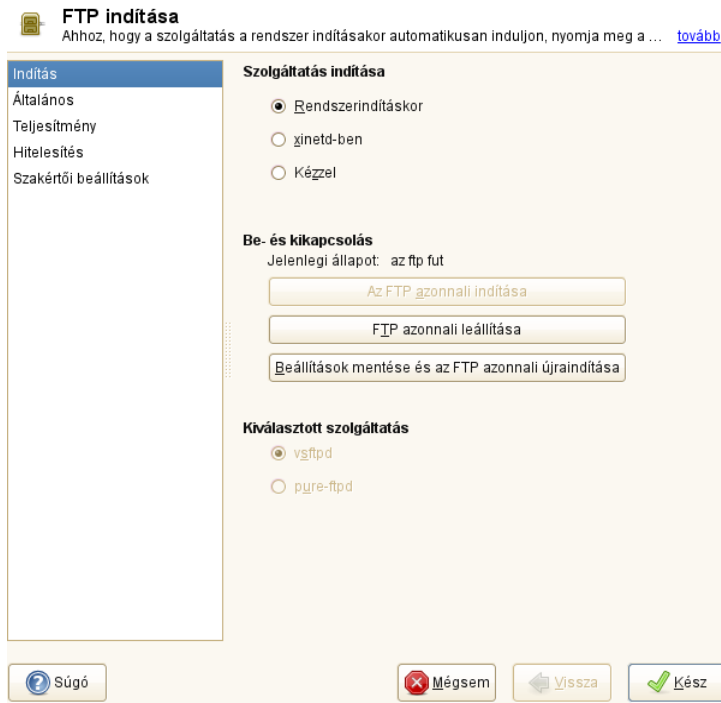 FTP indítása
Ahhoz, hogy a szolgáltatás a rendszer indításakor automatikusan induljon, nyomja meg a ... tovább
Indítás
Általános
Teljesítmény
Hitelesítés
Szakértői beállítások
Szolgáltatás indítása
Rendszerindításkor
xinetd-ben
Kézzel
Be- és kikapcsolás
Jelenlegi állapot: az ftp fut
Az FTP azonnali indítása
FTP azonnali leállítása
Beállítások mentése és az FTP azonnali újraindítása
Kiválasztott szolgáltatás
vsftpd
pure-ftpd
Súgó
Mégsem
Vissza
Kész